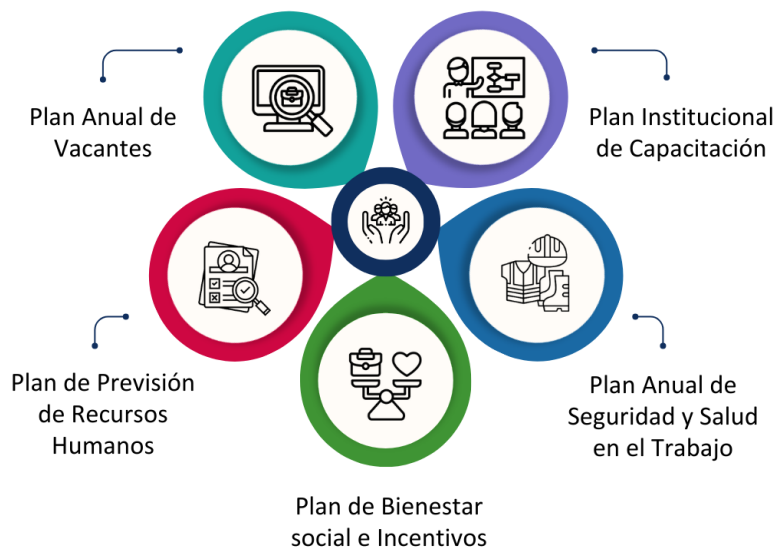 Plan Anual de
Vacantes
Plan Institucional
de Capacitación
Plan de Previsión
de Recursos
Humanos
Plan Anual de
Seguridad y Salud
en el Trabajo
Plan de Bienestar
social e Incentivos